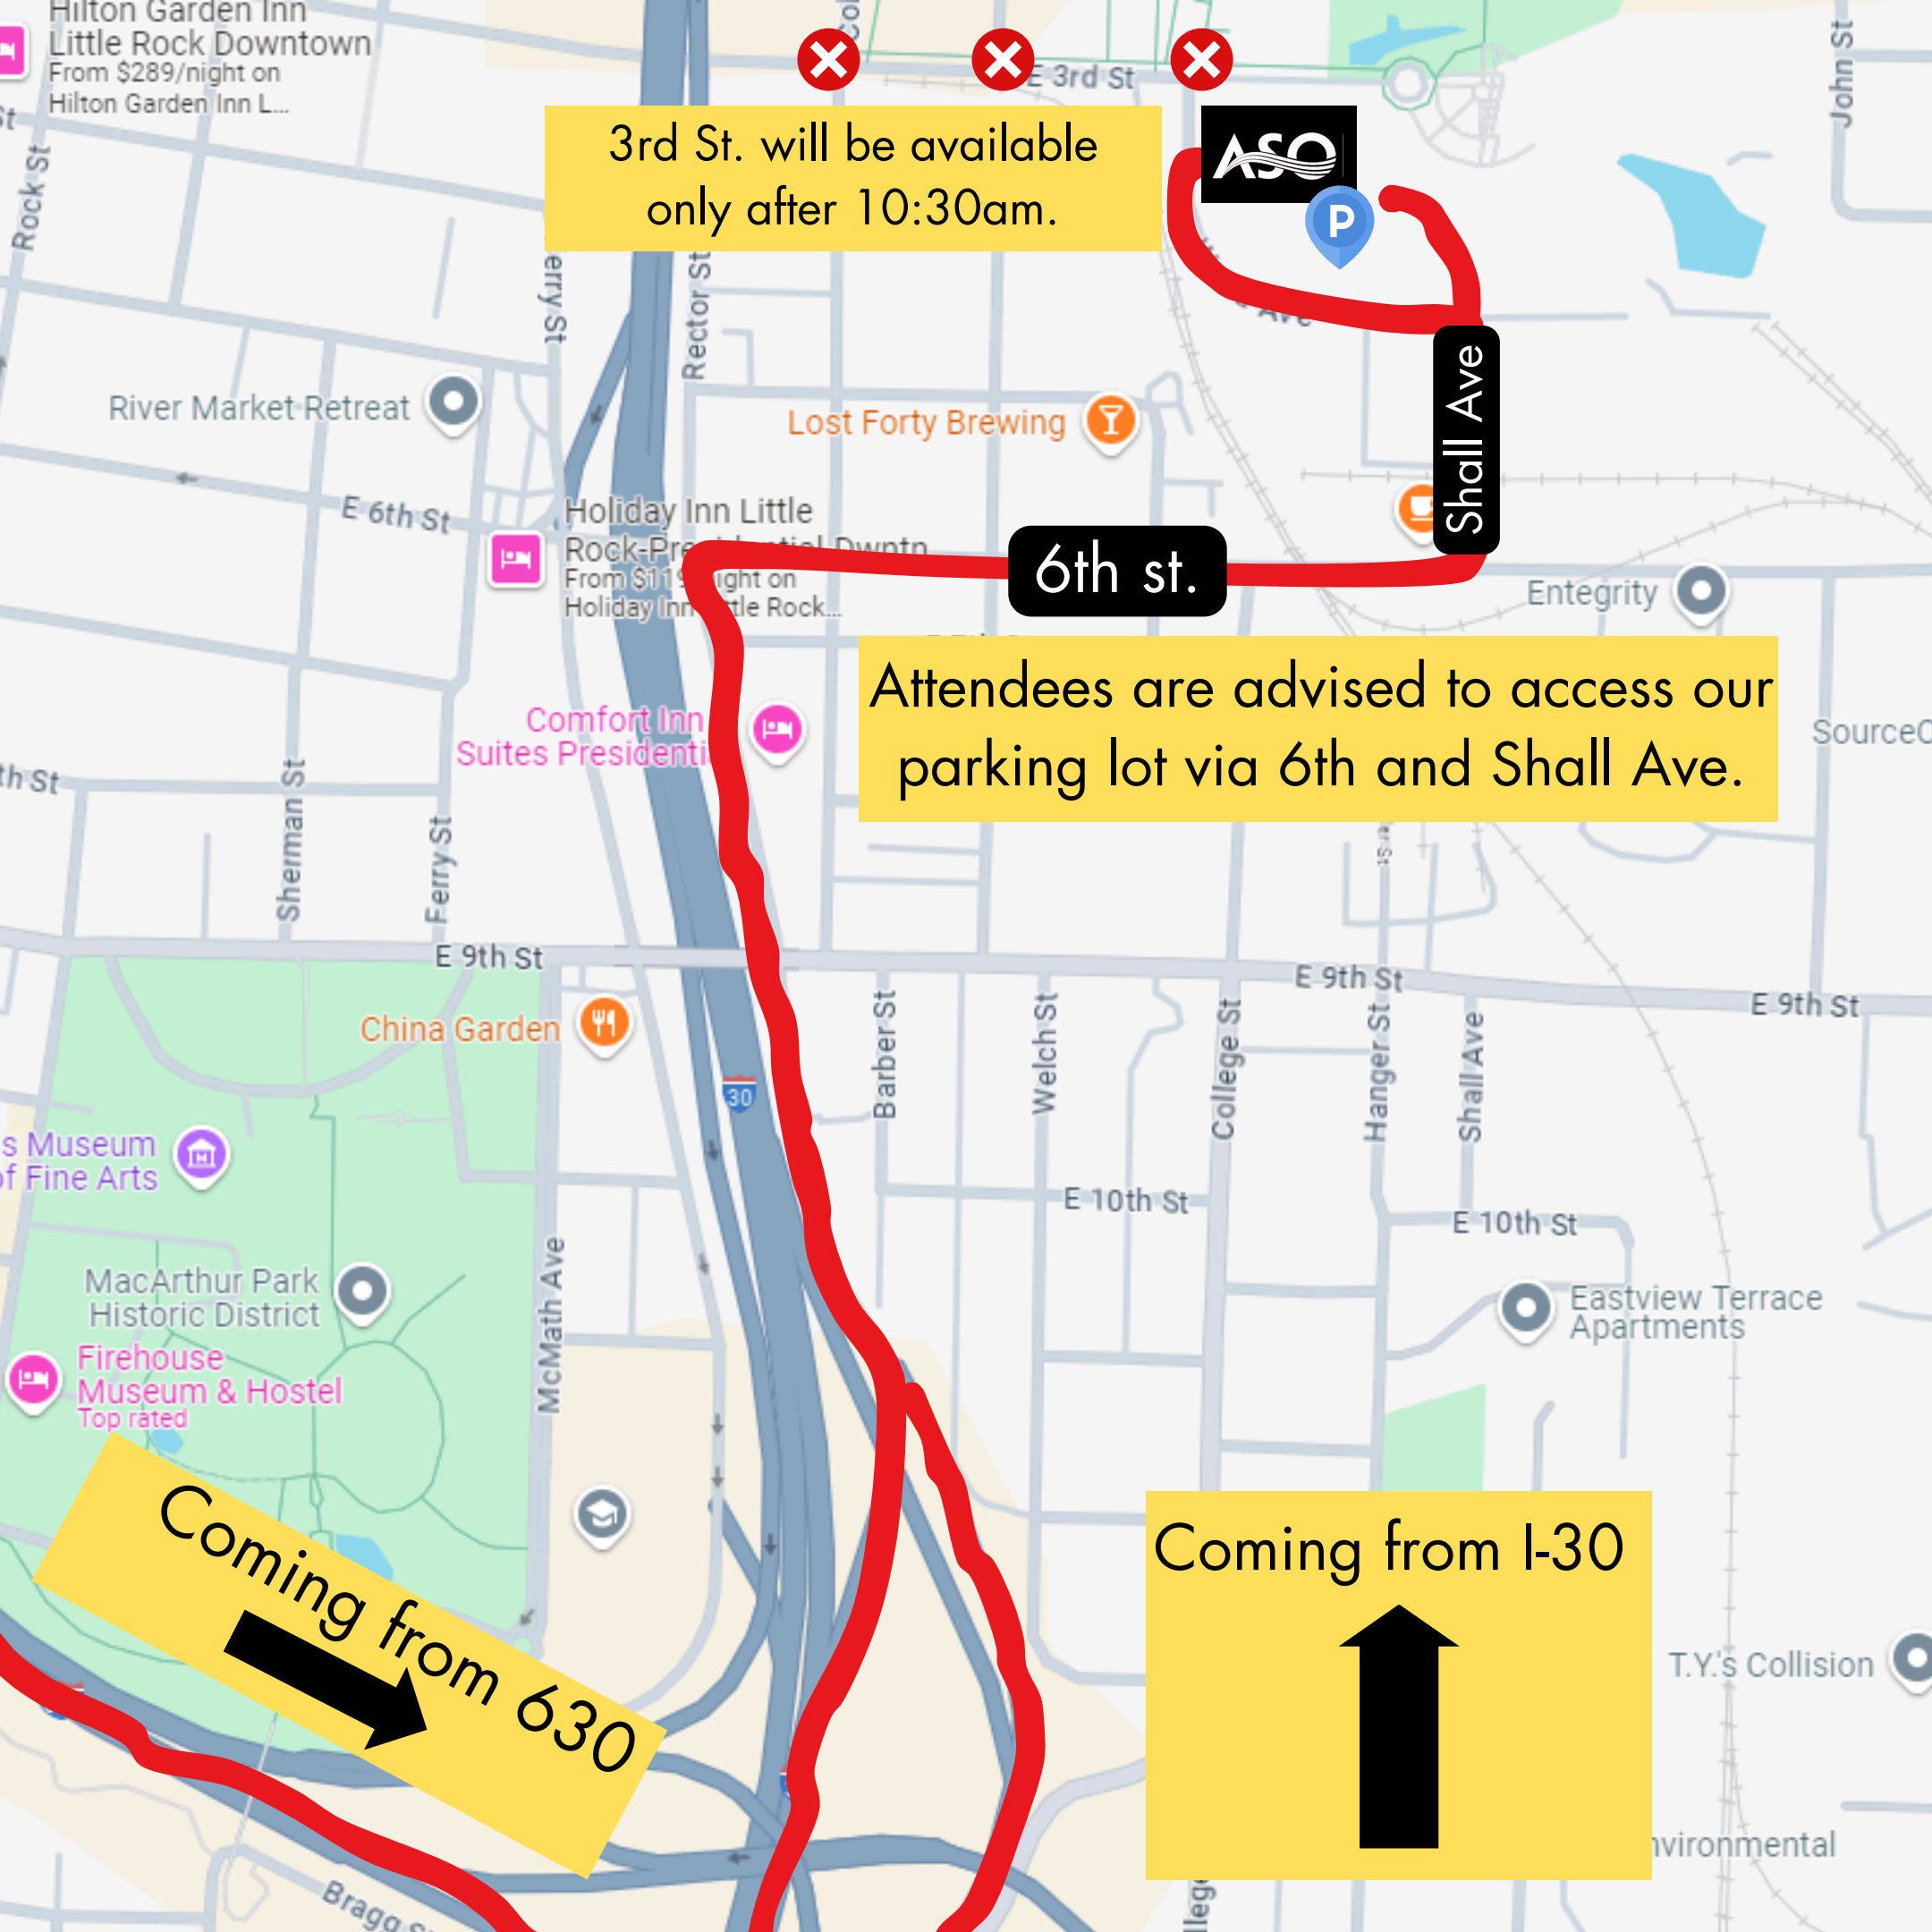 Hilton Garden Inn
Little Rock Downtown
From $289/night on
Hilton Garden Inn L...
E 3rd St
John St
3rd St. will be available
only after 10:30am.
ASO
P
Rock St
Rector St
Ave
River Market Retreat
Lost Forty Brewing
Shall Ave
E 6th St
Holiday Inn Little
From $119
Holiday Inn
Rock...
6th st.
Entegrity
Attendees are advised to access our
parking lot via 6th and Shall Ave.
Comfort Inn
Suites
Sherman St
Ferry St
E 9th St
E 9th St
E 9th St
China Garden
30
Barber St
Welch St
College St
Hanger St
Shall Ave
s Museum
of Fine Arts
E 10th St
E 10th St
MacArthur Park
Historic District
McMath Ave
Eastview Terrace
Apartments
Firehouse
Museum & Hostel
Top rated
Coming from 630
Coming from I-30
T.Y.'s Collision
nvironmental
Bragg